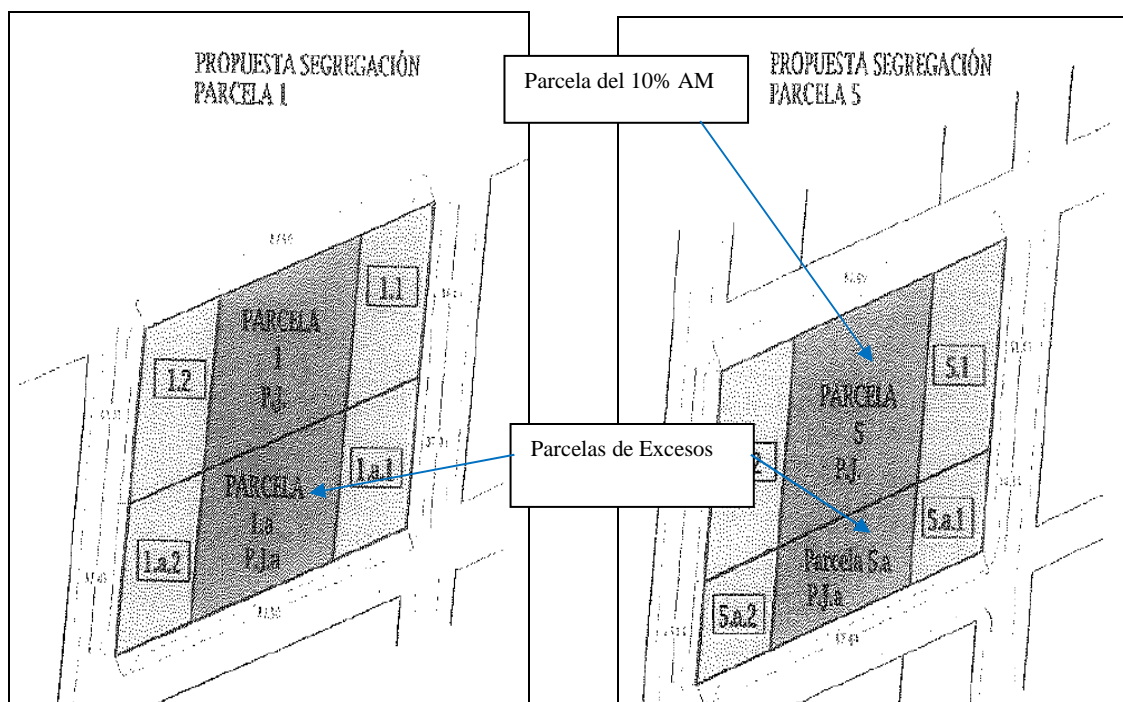 PROPUESTA SEGREGACIÓN
PARCELA 1
Parcela del 10% AM
PROPUESTA SEGREGACIÓN
PARCELA 5
1.1
PARCELA
1
P.J.
1.2
PARCELA
1.a
P.J.a
1.a.1
1.a.2
Parcelas de Excesos
5.1
PARCELA
5
P.J.
2
5.a.1
Parcela 5.a
P.J.a
5.a.2